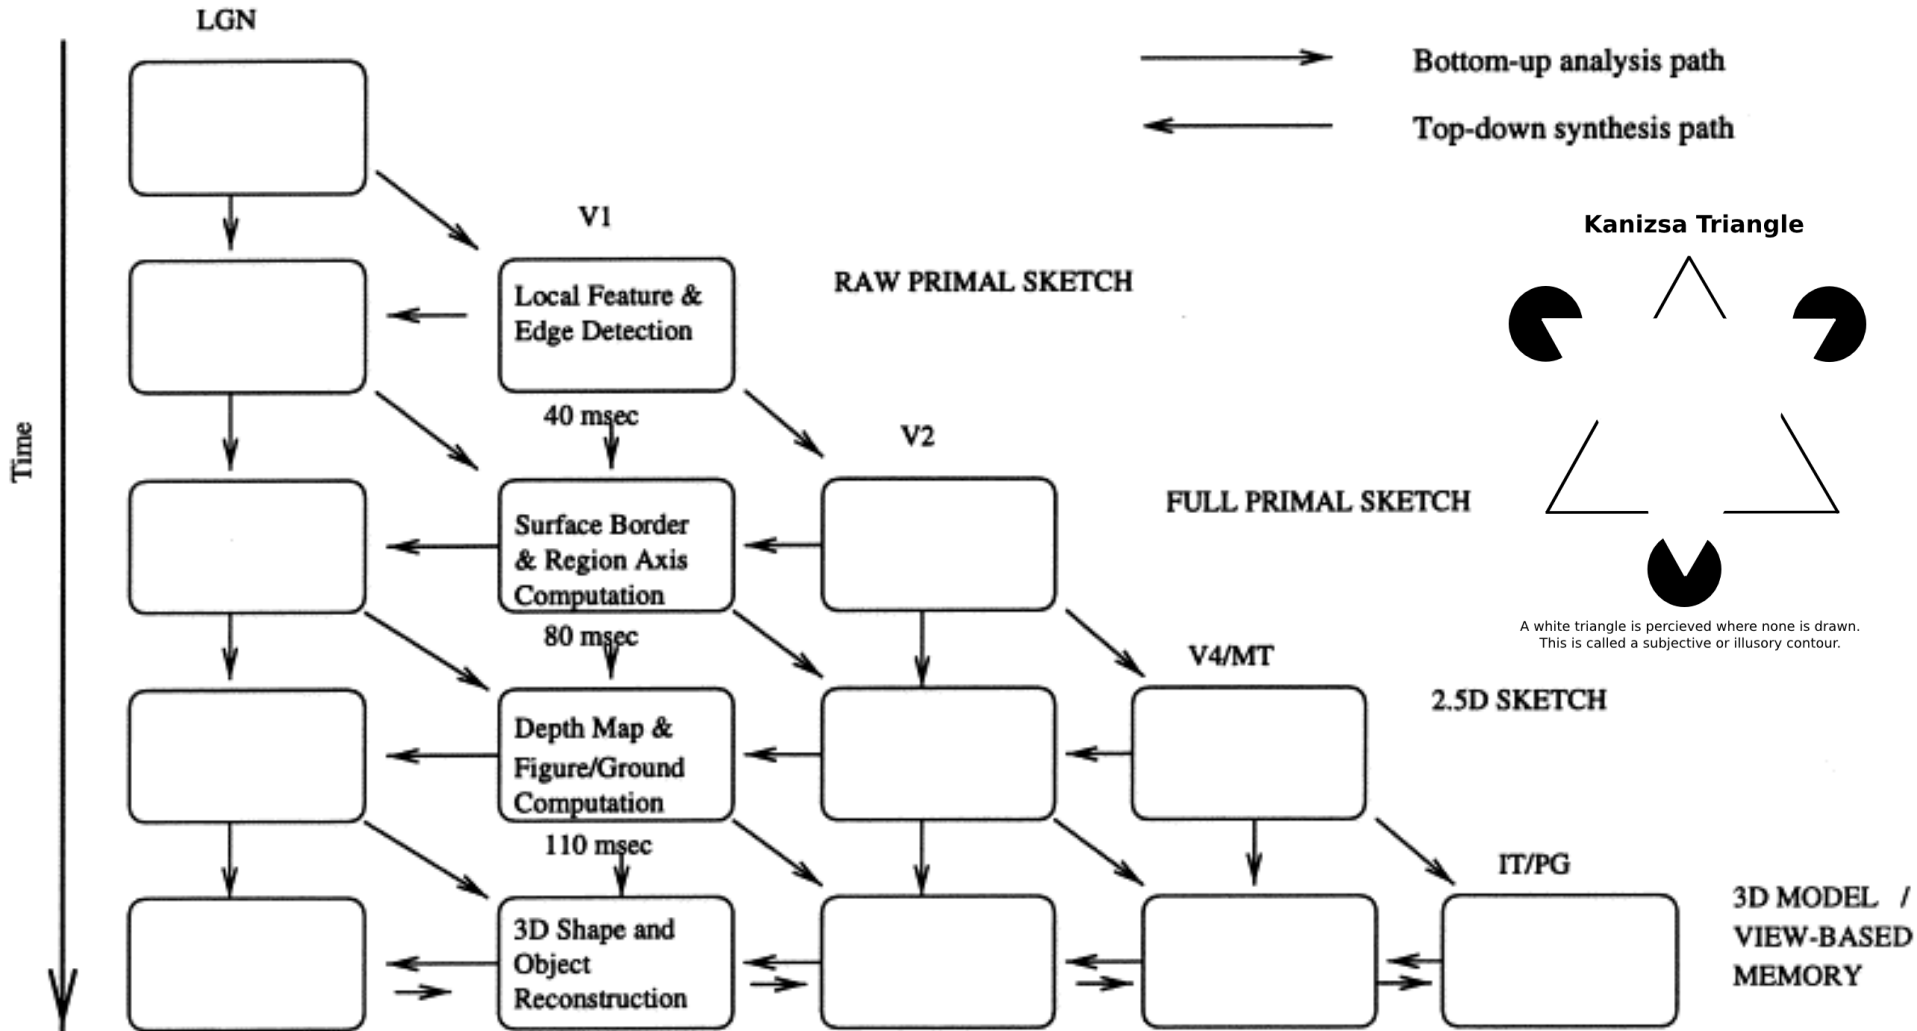 LGN
Bottom-up analysis path
Top-down synthesis path
V1
Kanizsa Triangle
RAW PRIMAL SKETCH
Local Feature &
Edge Detection
40 msec
Time
V2
FULL PRIMAL SKETCH
Surface Border
& Region Axis
Computation
80 msec
A white triangle is percieved where none is drawn.
This is called a subjective or illusory contour.
V4/MT
2.5D SKETCH
Depth Map &
Figure/Ground
Computation
110 msec
IT/PG
3D MODEL /
VIEW-BASED
MEMORY
3D Shape and
Object
Reconstruction